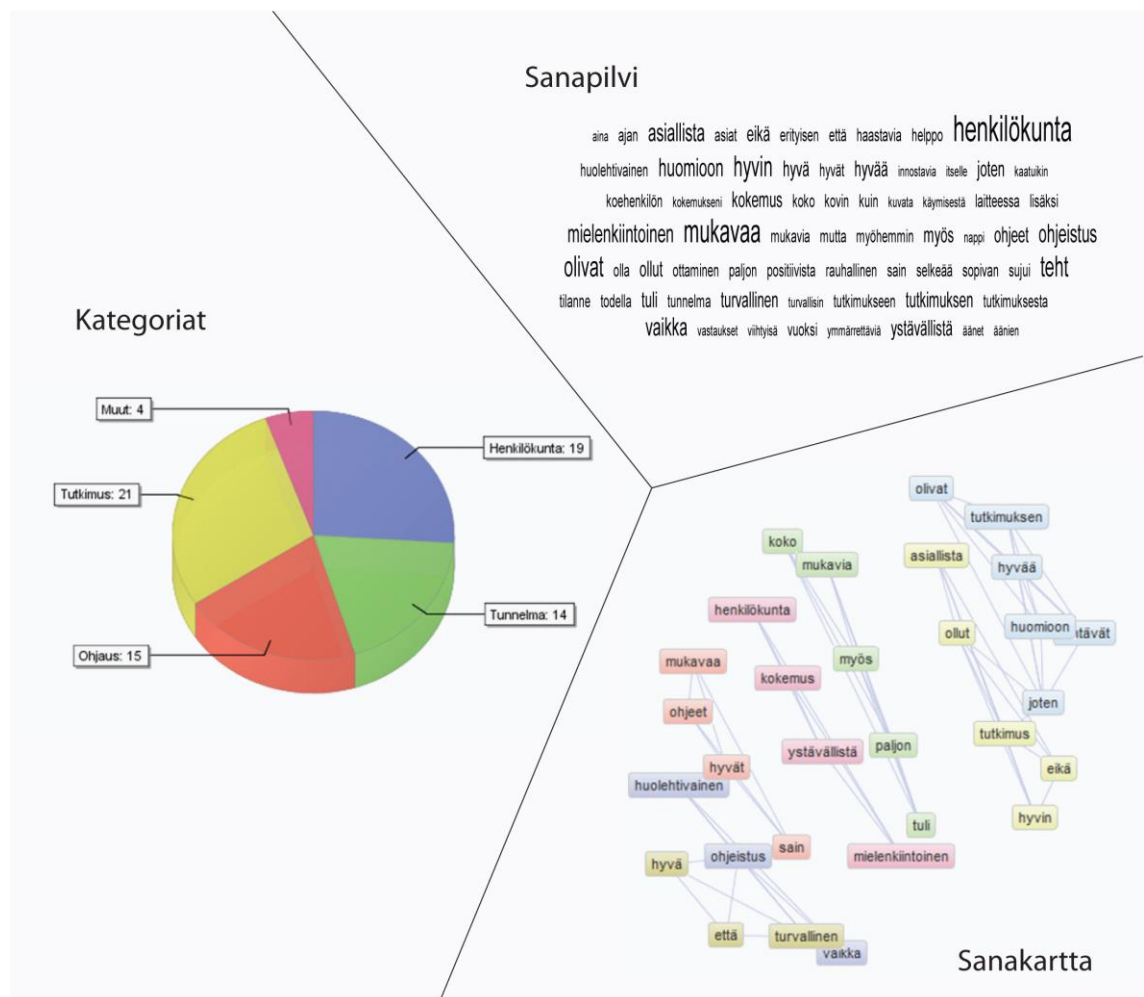 Sanapilvi
aina ajan asiallista asiat eikä erityisen että haastavia helppo henkilökunta
huolehtivainen huomioon hyvin hyvä hyvät hyvää innostavia itselle joten kaatuikin
koehenkilön kokemukseni kokemus koko kovin kuin kuvata käymisestä laitteessa lisäksi
mielenkiintoinen mukavaa mukavia mutta myöhemmin myös nappi ohjeet ohjeistus
olivat olla ollut ottaminen paljon positiivista rauhallinen sain selkeää sopivan sujui teht
tilanne todella tuli tunnelma turvallinen turvallisin tutkimukseen tutkimuksen tutkimuksesta
vaikka vastaukset viihtyisä vuoksi ymmärrettäviä ystävällistä äänet äänien
Kategoriat
Muut: 4
Henkilökunta: 19
Tutkimus: 21
Tunnelma: 14
Ohjaus: 15
olivat
tutkimuksen
koko
asiallista
mukavia
hyvää
henkilökunta
huomioon
ollut
tävät
mukavaa
myös
kokemus
joten
ohjeet
tutkimus
paljon
ystävällistä
hyvät
eikä
huolehtivainen
hyvin
tuli
sain
ohjeistus
mielenkiintoinen
hyvä
että
turvallinen
vaikka
Sanakartta